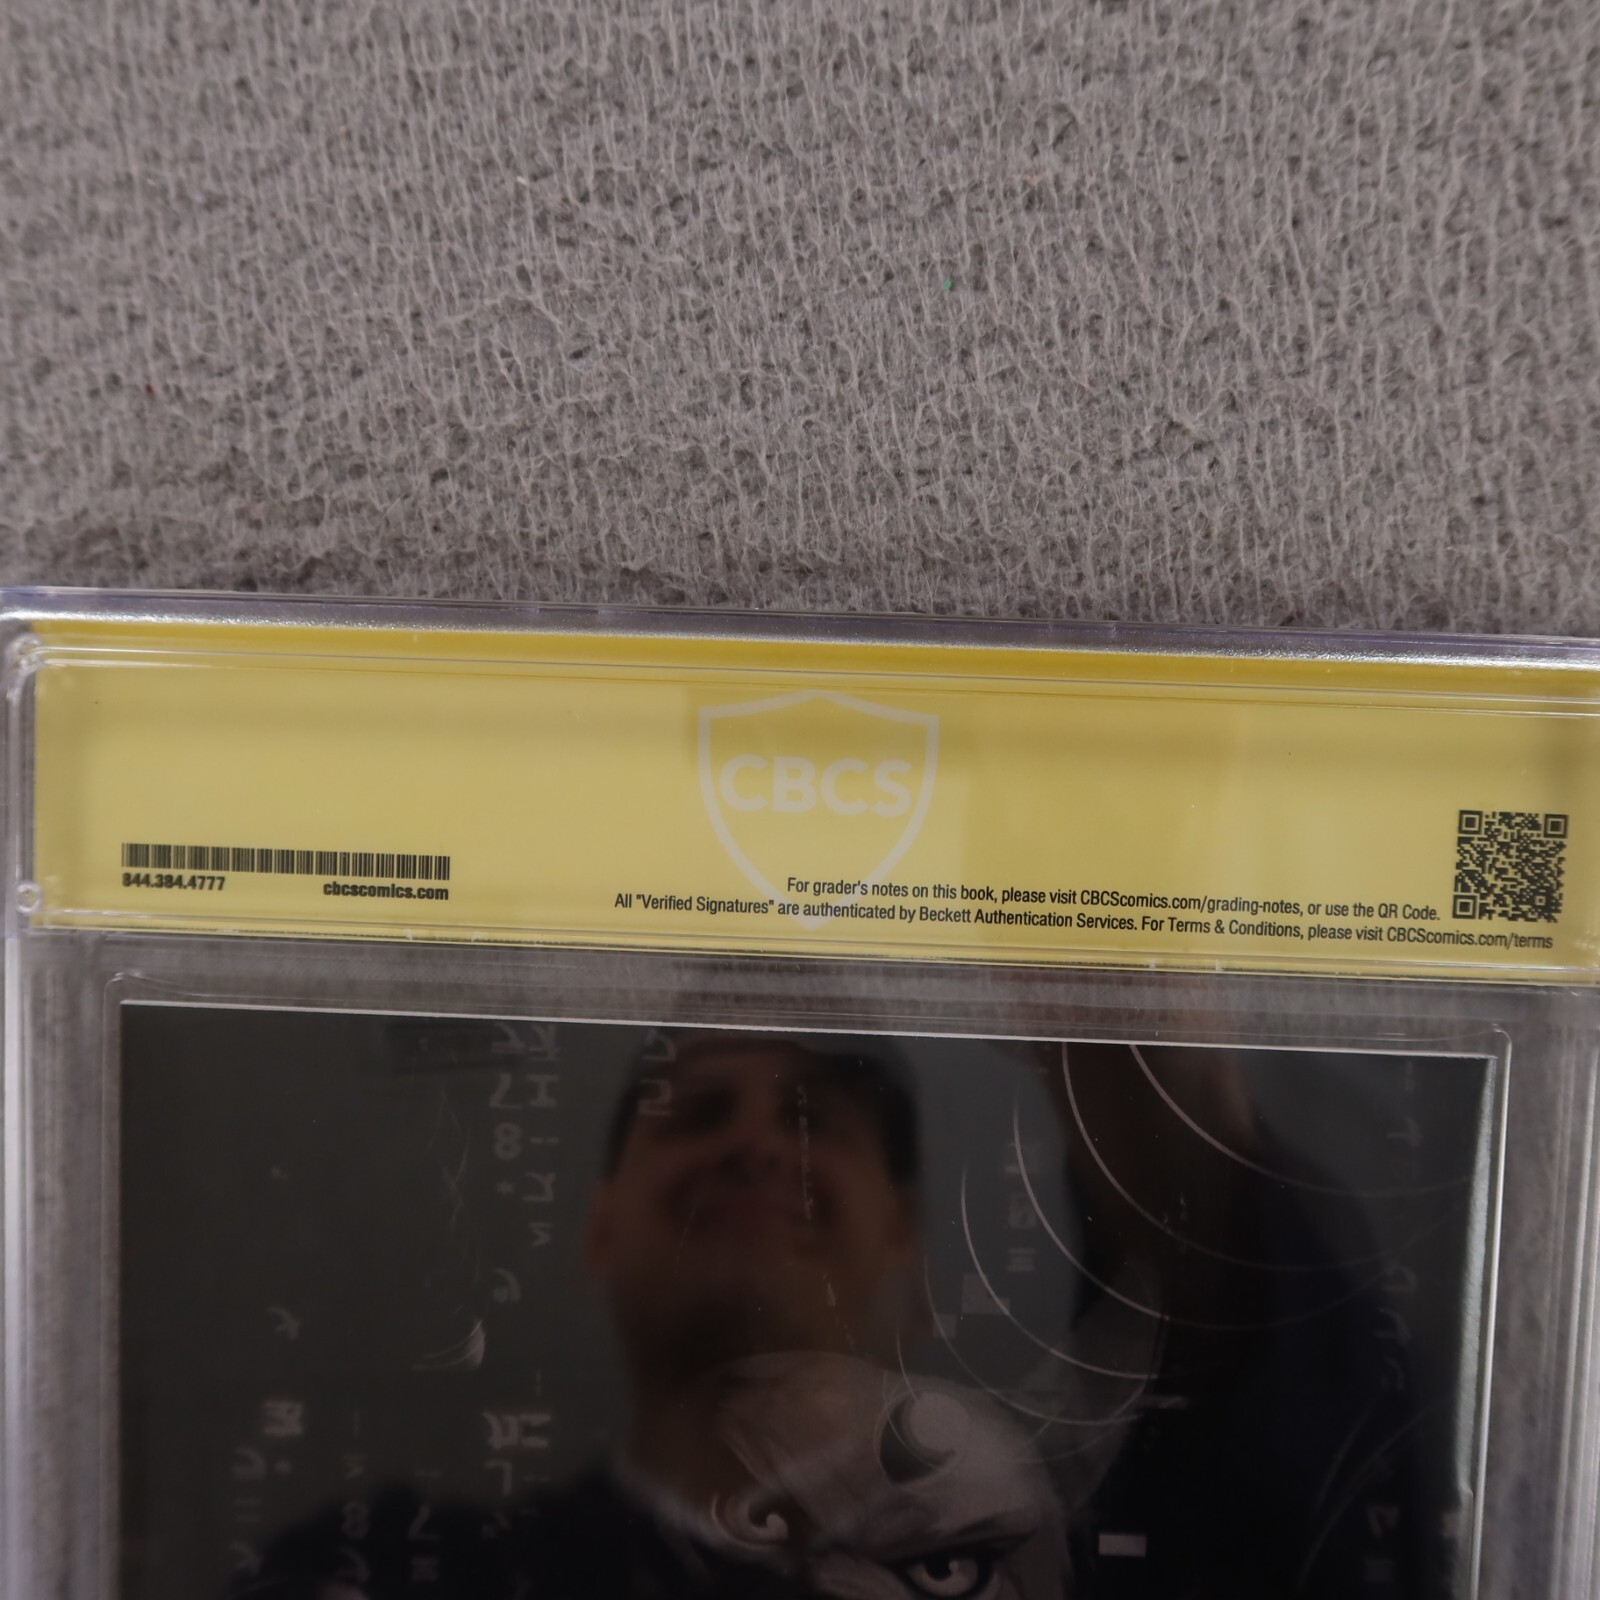 CBCS
844.384.4777
cbcscomics.com
For grader's notes on this book, please visit CBCScomics.com/grading-notes, or use the QR Code.
All "Verified Signatures" are authenticated by Beckett Authentication Services. For Terms & Conditions, please visit CBCScomics.com/terms